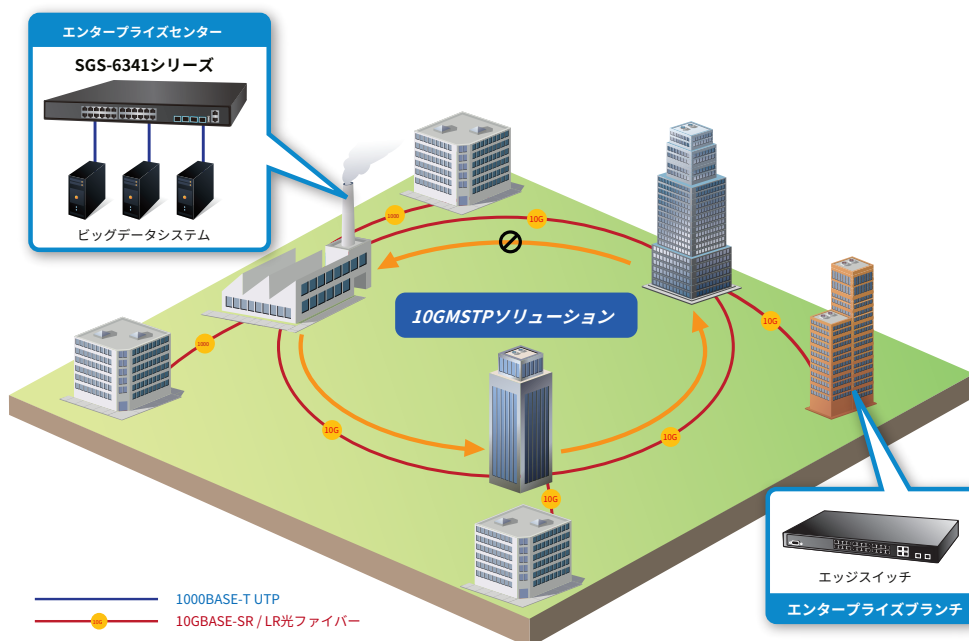 エンタープライズセンター
SGS-6341シリーズ
ビッグデータシステム
1000
10G
10GMSTPソリューション
10G
1000
10G
10G
10G
エッジスイッチ
エンタープライズブランチ
1000BASE-T UTP
10G
10GBASE-SR / LR光ファイバー